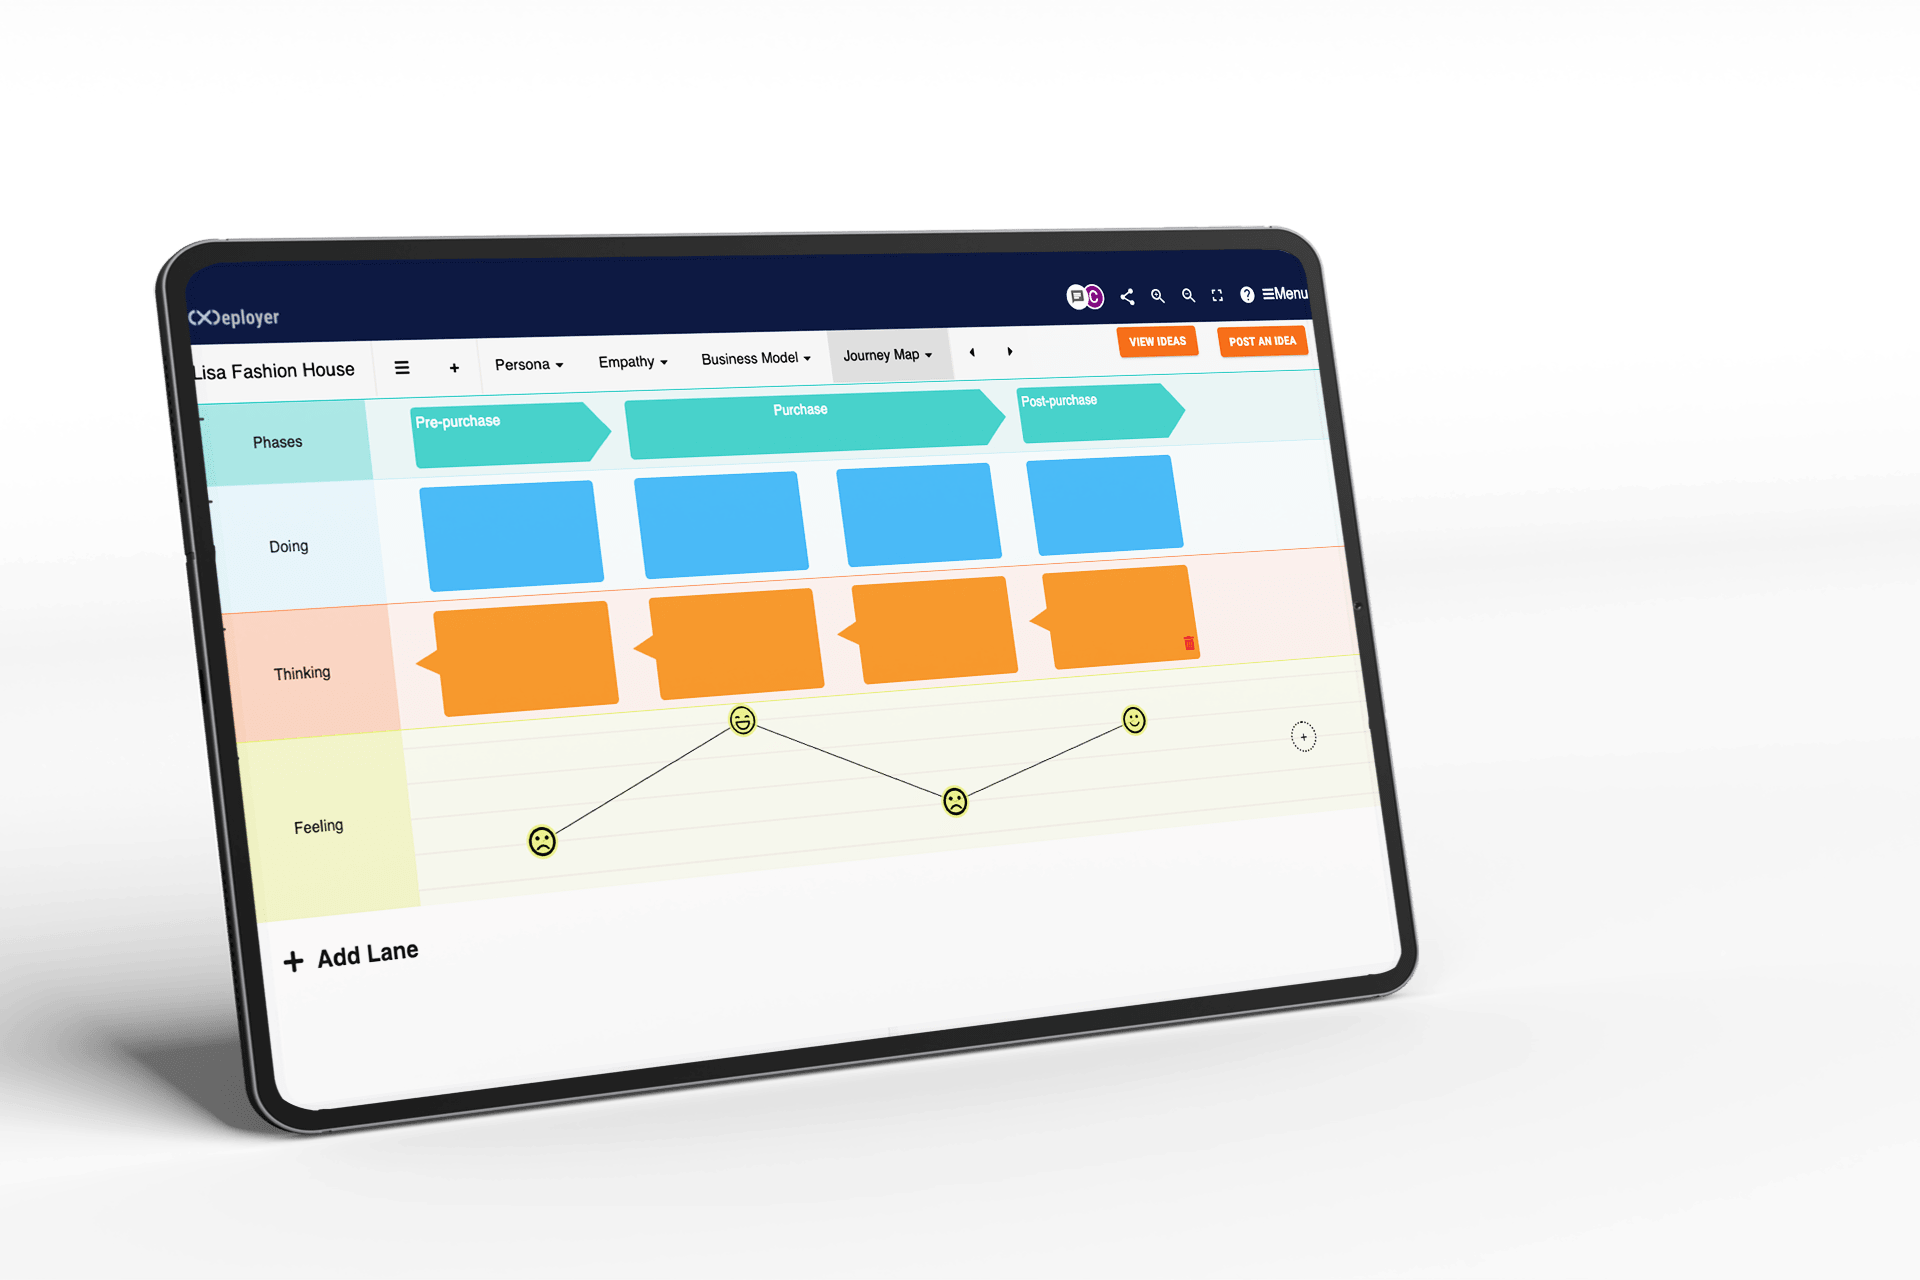 eployer
C
Menu
Lisa Fashion House
Persona
Empathy
Business Model
Journey Map
VIEW IDEAS
POST AN IDEA
Phases
Pre-purchase
Purchase
Post-purchase
Doing
Thinking
Feeling
+ Add Lane